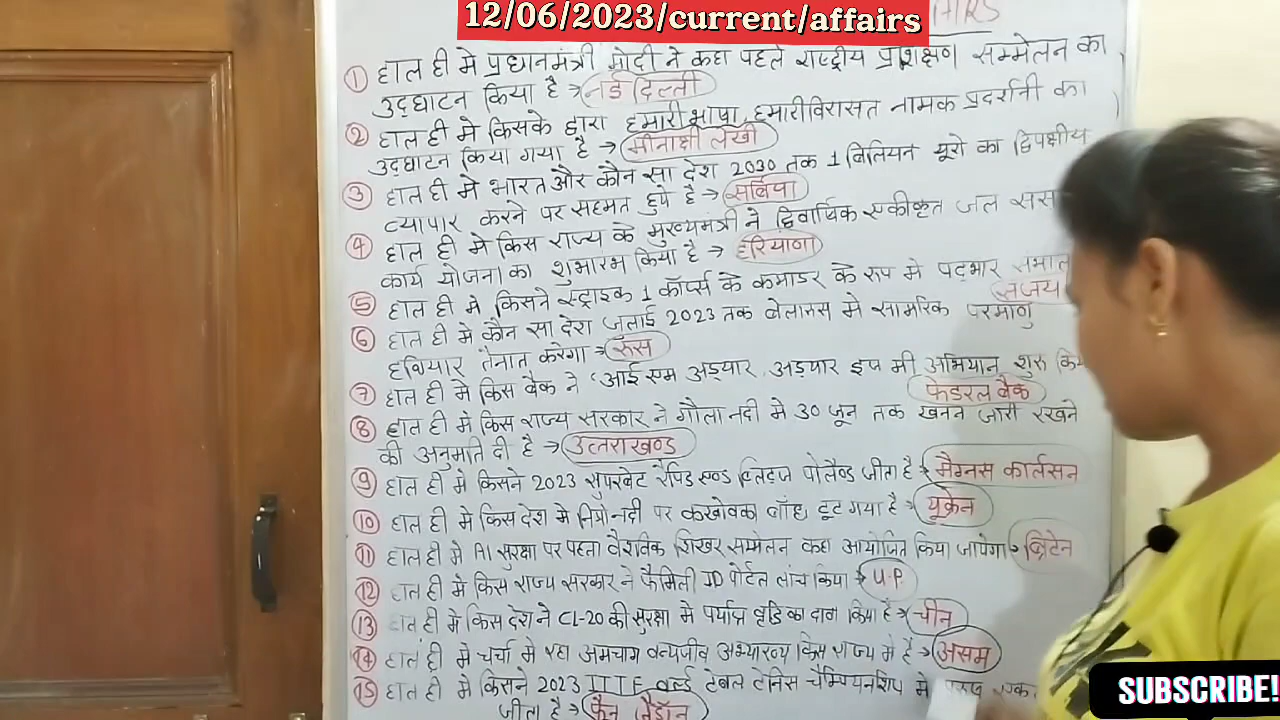 12/06/2023/current/affairs
① हाल ही मे प्रधानमंत्री मोदी ने कहा पहले राष्ट्रीय प्रशिक्षण सम्मेलन का
उद्घाटन किया है → नई दिल्ली
② हाल ही मे किसके द्वारा हमारी भाषा, हमारी विरासत नामक प्रदर्शनी का
उद्घाटन किया गया है → मीनाक्षी लेखी
③ हाल ही मे भारत और कौन सा देश 2030 तक 1 बिलियन यूरो का द्विपक्षीय
व्यापार करने पर सहमत हुये है → सर्बिया
④ हाल ही मे किस राज्य के मुख्यमंत्री ने द्विवार्षिक एकीकृत जल
कार्य योजना का शुभारंभ किया है → हरियाणा
⑤ हाल ही मे किसने स्ट्राइक 1 कॉर्प्स के कमांडर के रूप मे पदभार
संजय
⑥ हाल ही मे कौन सा देश जुलाई 2023 तक बेलारूस मे सामरिक परमाणु
हथियार तैनात करेगा → रूस
⑦ हाल ही मे किस बैंक ने 'आई एम अड्यार, अड्यार इज मी अभियान शुरु
फेडरल बैंक
⑧ हाल ही मे किस राज्य सरकार ने गौला नदी मे 30 जून तक खनन जारी रखने
की अनुमति दी है → उत्तराखण्ड
⑨ हाल ही मे किसने 2023 सुपरबेट रैपिड एण्ड ब्लिट्ज पोलैण्ड जीता है → मैग्नस कार्लसन
⑩ हाल ही मे किस देश मे निप्रो नदी पर कखोवका बाँध टूट गया है → यूक्रेन
⑪ हाल ही मे AI सुरक्षा पर पहला वैश्विक शिखर सम्मेलन कहा आयोजित किया जायेगा → ब्रिटेन
⑫ हाल ही मे किस राज्य सरकार ने फैमिली ID पोर्टल लांच किया → U.P
⑬ हाल ही मे किस देश ने CL-20 की सुरक्षा मे पर्याप्त वृद्धि का दावा किया है → चीन
⑭ हाल ही मे चर्चा मे रहा अमचांग वन्यजीव अभ्यारण्य किस राज्य मे है → असम
⑮ हाल ही मे किसने 2023 ITTF वर्ल्ड टेबल टेनिस चैम्पियनशिप मे पुरुष एकल
जीता है → फैन झेंडोंग
SUBSCRIBE!